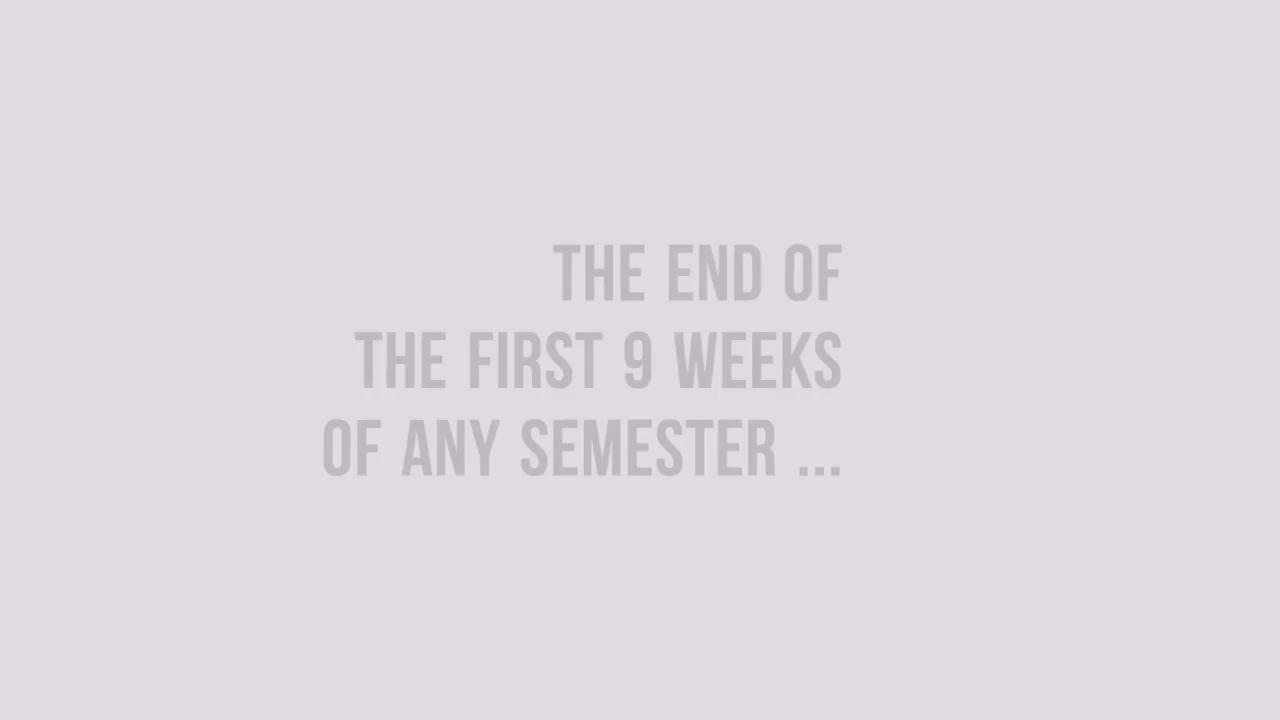 THE END OF
THE FIRST 9 WEEKS
OF ANY SEMESTER ...